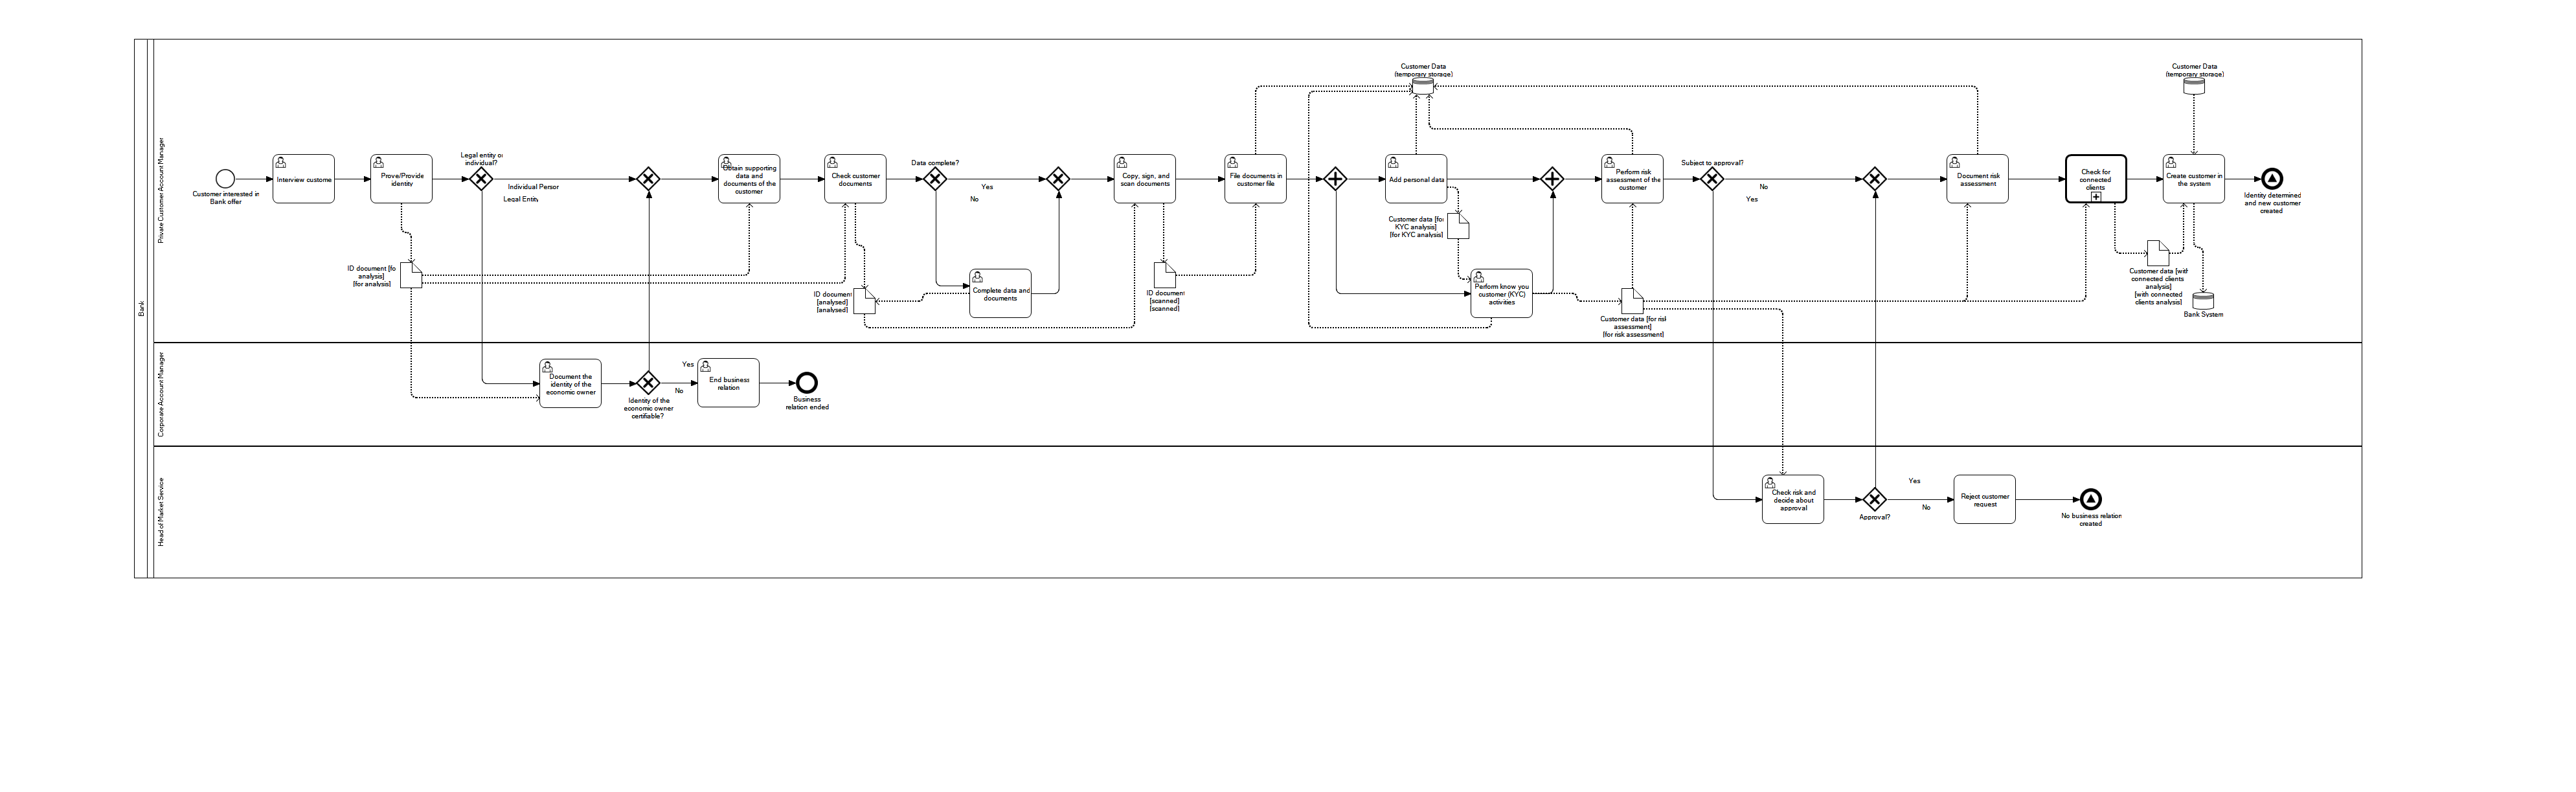 Bank
Private Customer Account Manager
Corporate Account Manager
Head of Market Service
Customer interested in
Bank offer
Interview custome
Prove/Provide
identity
Legal entity or
individual?
Individual Person
Legal Entity
ID document [fo
analysis]
[for analysis]
Obtain supporting
data and
documents of the
customer
Check customer
documents
Data complete?
Yes
No
ID document
[analysed]
[analysed]
Complete data and
documents
Copy, sign, and
scan documents
ID document
[scanned]
[scanned]
File documents in
customer file
Customer Data
(temporary storage)
Add personal data
Customer data [for
KYC analysis]
[for KYC analysis]
Perform know you
customer (KYC)
activities
Perform risk
assessment of the
customer
Customer data [for risk
assessment]
[for risk assessment]
Subject to approval?
No
Yes
Document risk
assessment
Check for
connected
clients
Customer Data
(temporary storage)
Create customer in
the system
Customer data [with
connected clients
analysis]
[with connected
clients analysis]
Bank System
Identity determined
and new customer
created
Document the
identity of the
economic owner
Identity of the
economic owner
certifiable?
Yes
No
End business
relation
Business
relation ended
Check risk and
decide about
approval
Approval?
Yes
No
Reject customer
request
No business relation
created